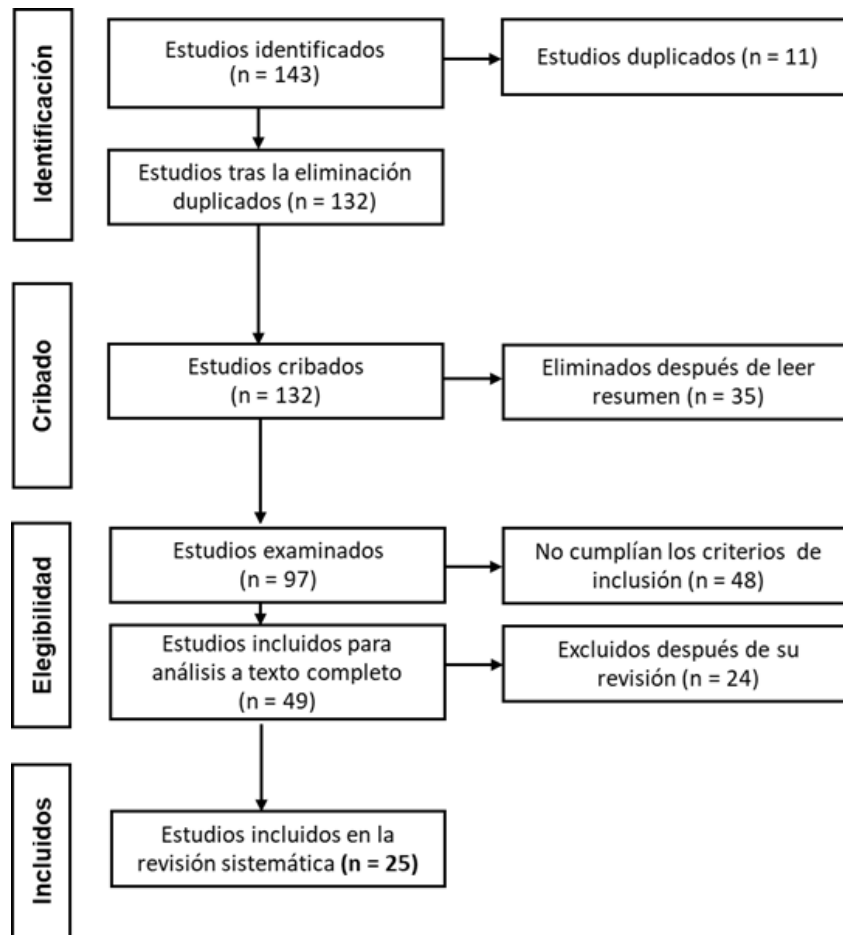 Identificación
Estudios identificados
(n = 143)
Estudios duplicados (n = 11)
Estudios tras la eliminación
duplicados (n = 132)
Cribado
Estudios cribados
(n = 132)
Eliminados después de leer
resumen (n = 35)
Elegibilidad
Estudios examinados
(n = 97)
No cumplían los criterios de
inclusión (n = 48)
Estudios incluidos para
análisis a texto completo
(n = 49)
Excluidos después de su
revisión (n = 24)
Incluidos
Estudios incluidos en la
revisión sistemática (n = 25)